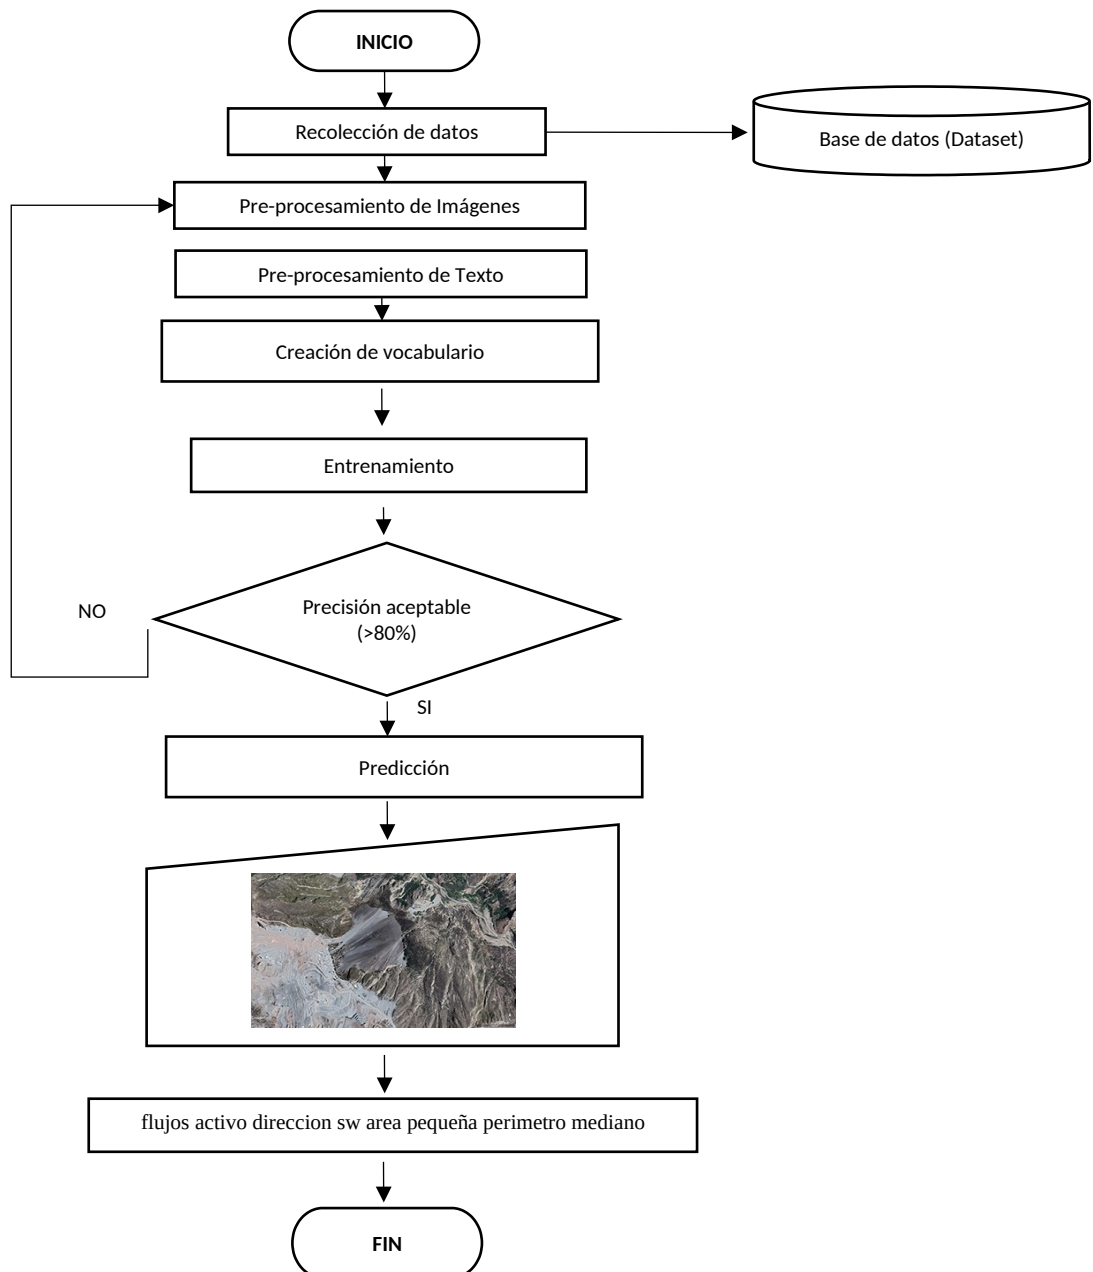 INICIO
Recolección de datos
Base de datos (Dataset)
Pre-procesamiento de Imágenes
Pre-procesamiento de Texto
Creación de vocabulario
Entrenamiento
Precisión aceptable
(>80%)
NO
SI
Predicción
flujos activo direccion sw area pequeña perimetro mediano
FIN